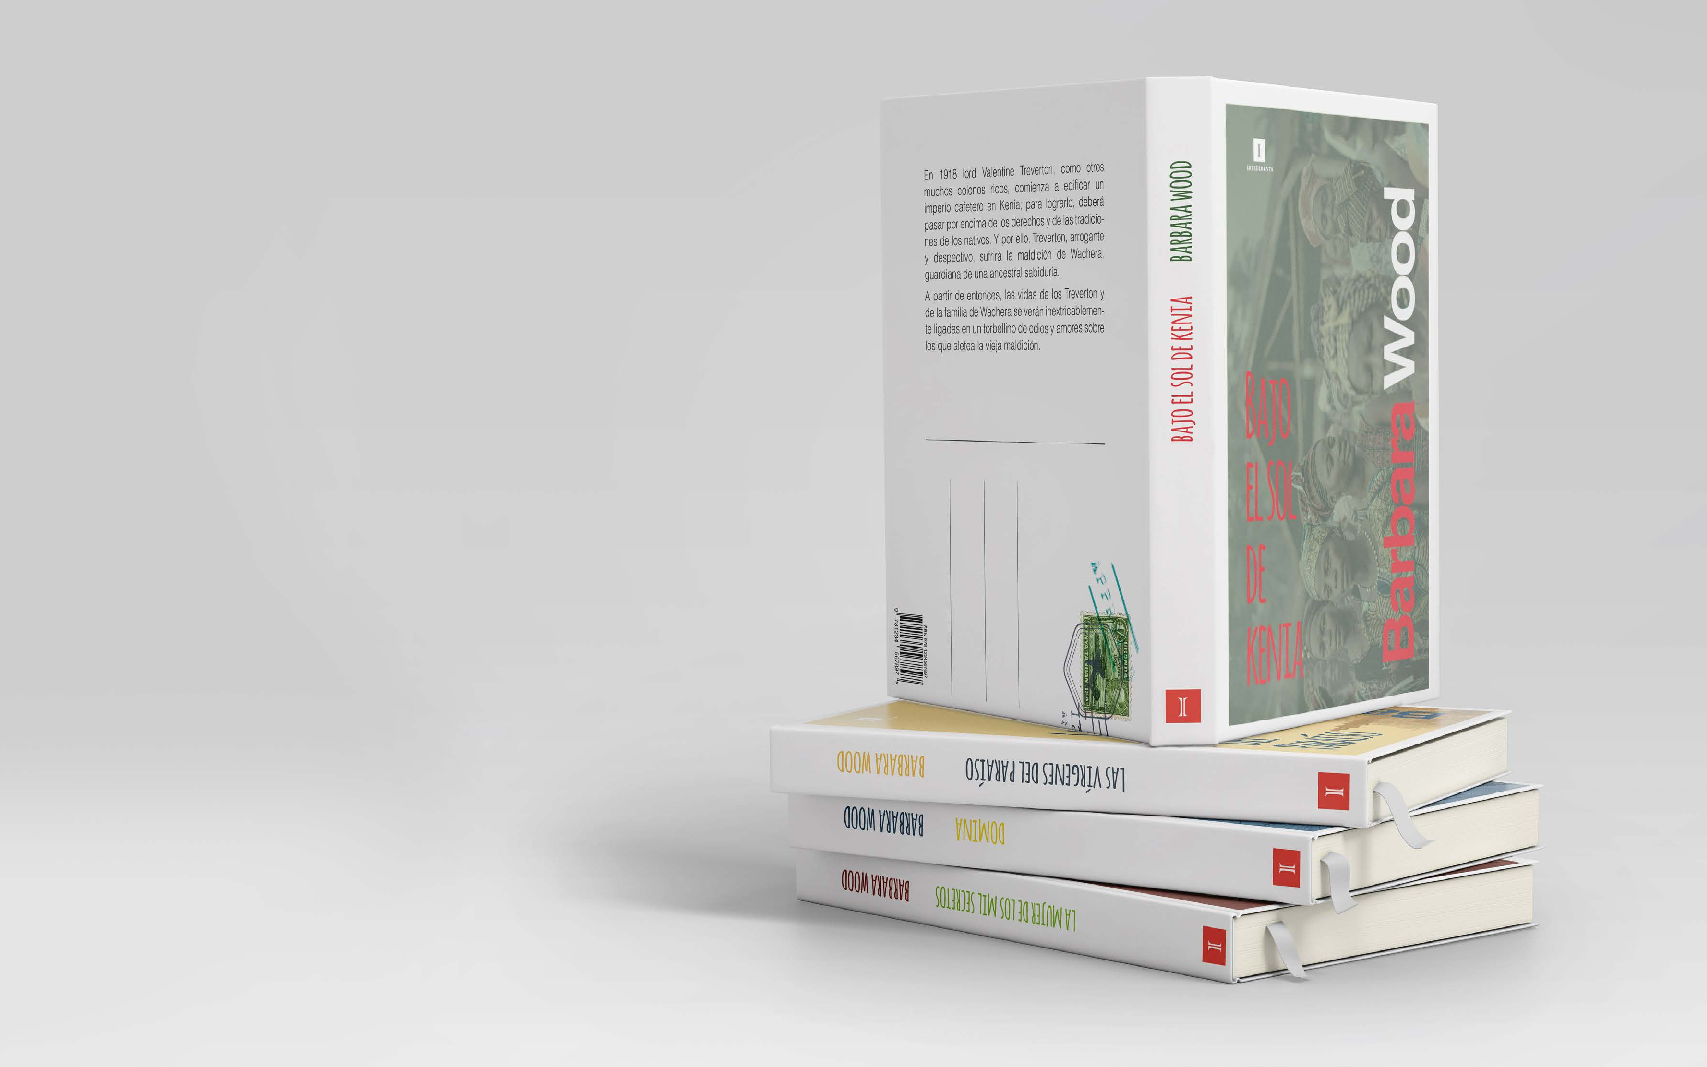 En 1918 lord Valentine Treverton, como otros
muchos colonos ricos, comienza a edificar un
imperio cafetero en Kenia; para lograrlo, deberá
pasar por encima de los derechos y de las tradicio-
nes de los nativos. Y por ello, Treverton, arrogante
y despectivo, sufrirá la maldición de Wachera,
guardiana de una ancestral sabiduría.
A partir de entonces, las vidas de los Treverton y
de la familia de Wachera se verán inextricablemen-
te ligadas en un torbellino de odios y amores sobre
los que aletea la vieja maldición.
BAJO EL SOL DE KENIA BARBARA WOOD
BAJO
EL SOL
DE
KENIA
Barbara Wood
BARBARA WOOD LAS VÍRGENES DEL PARAÍSO
BARBARA WOOD DOMINA
BARBARA WOOD LA MUJER DE LOS MIL SECRETOS